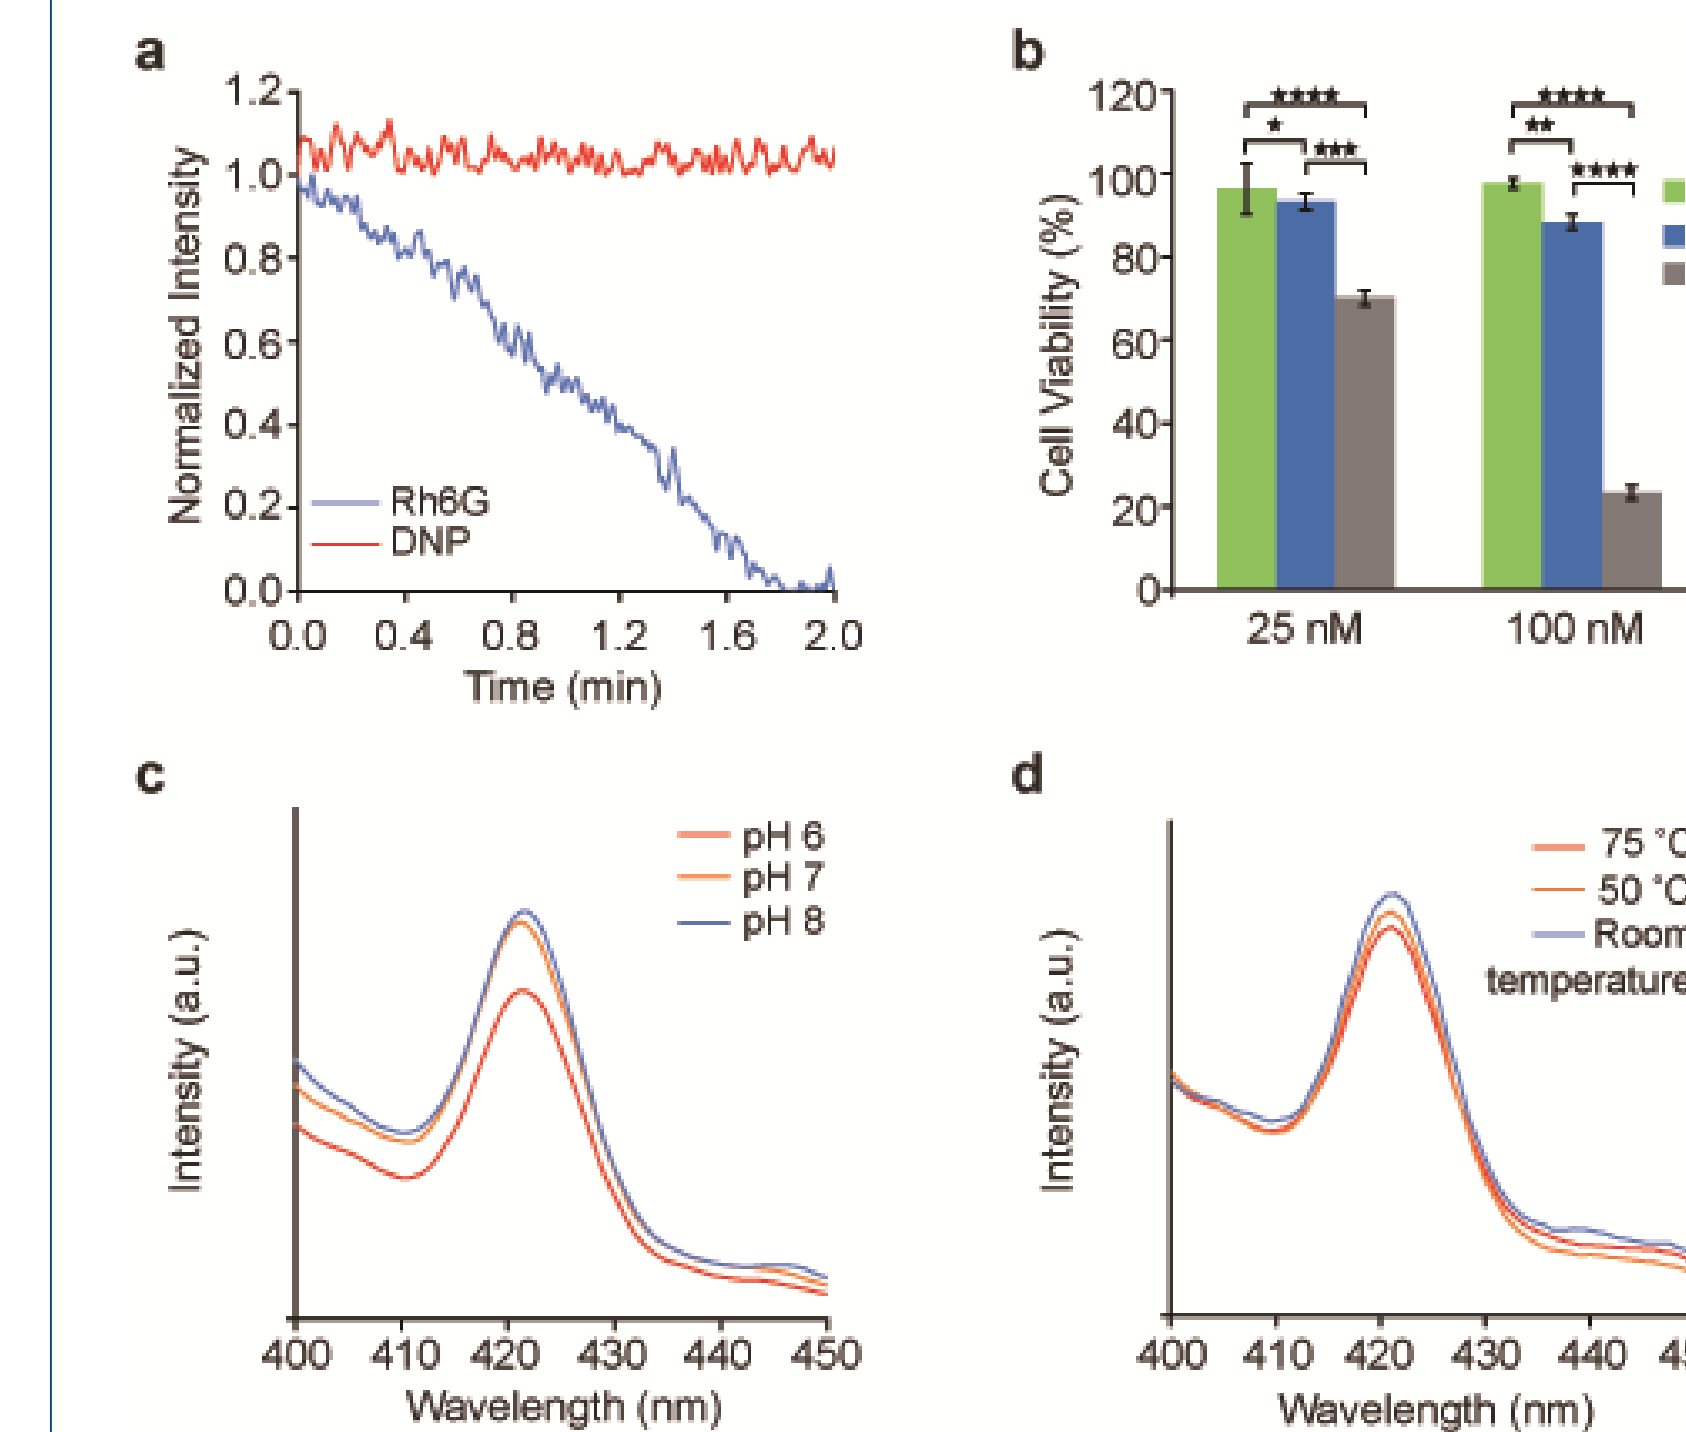 a
1.2
1.0
0.8
0.6
0.4
0.2
0.0
Normalized Intensity
Rh6G
DNP
0.0 0.4 0.8 1.2 1.6 2.0
Time (min)
b
120
100
80
60
40
20
0
Cell Viability (%)
**** ****
* **
*** ****
25 nM 100 nM
c
pH 6
pH 7
pH 8
Intensity (a.u.)
400 410 420 430 440 450
Wavelength (nm)
d
75 °C
50 °C
Room
temperature
Intensity (a.u.)
400 410 420 430 440 45
Wavelength (nm)